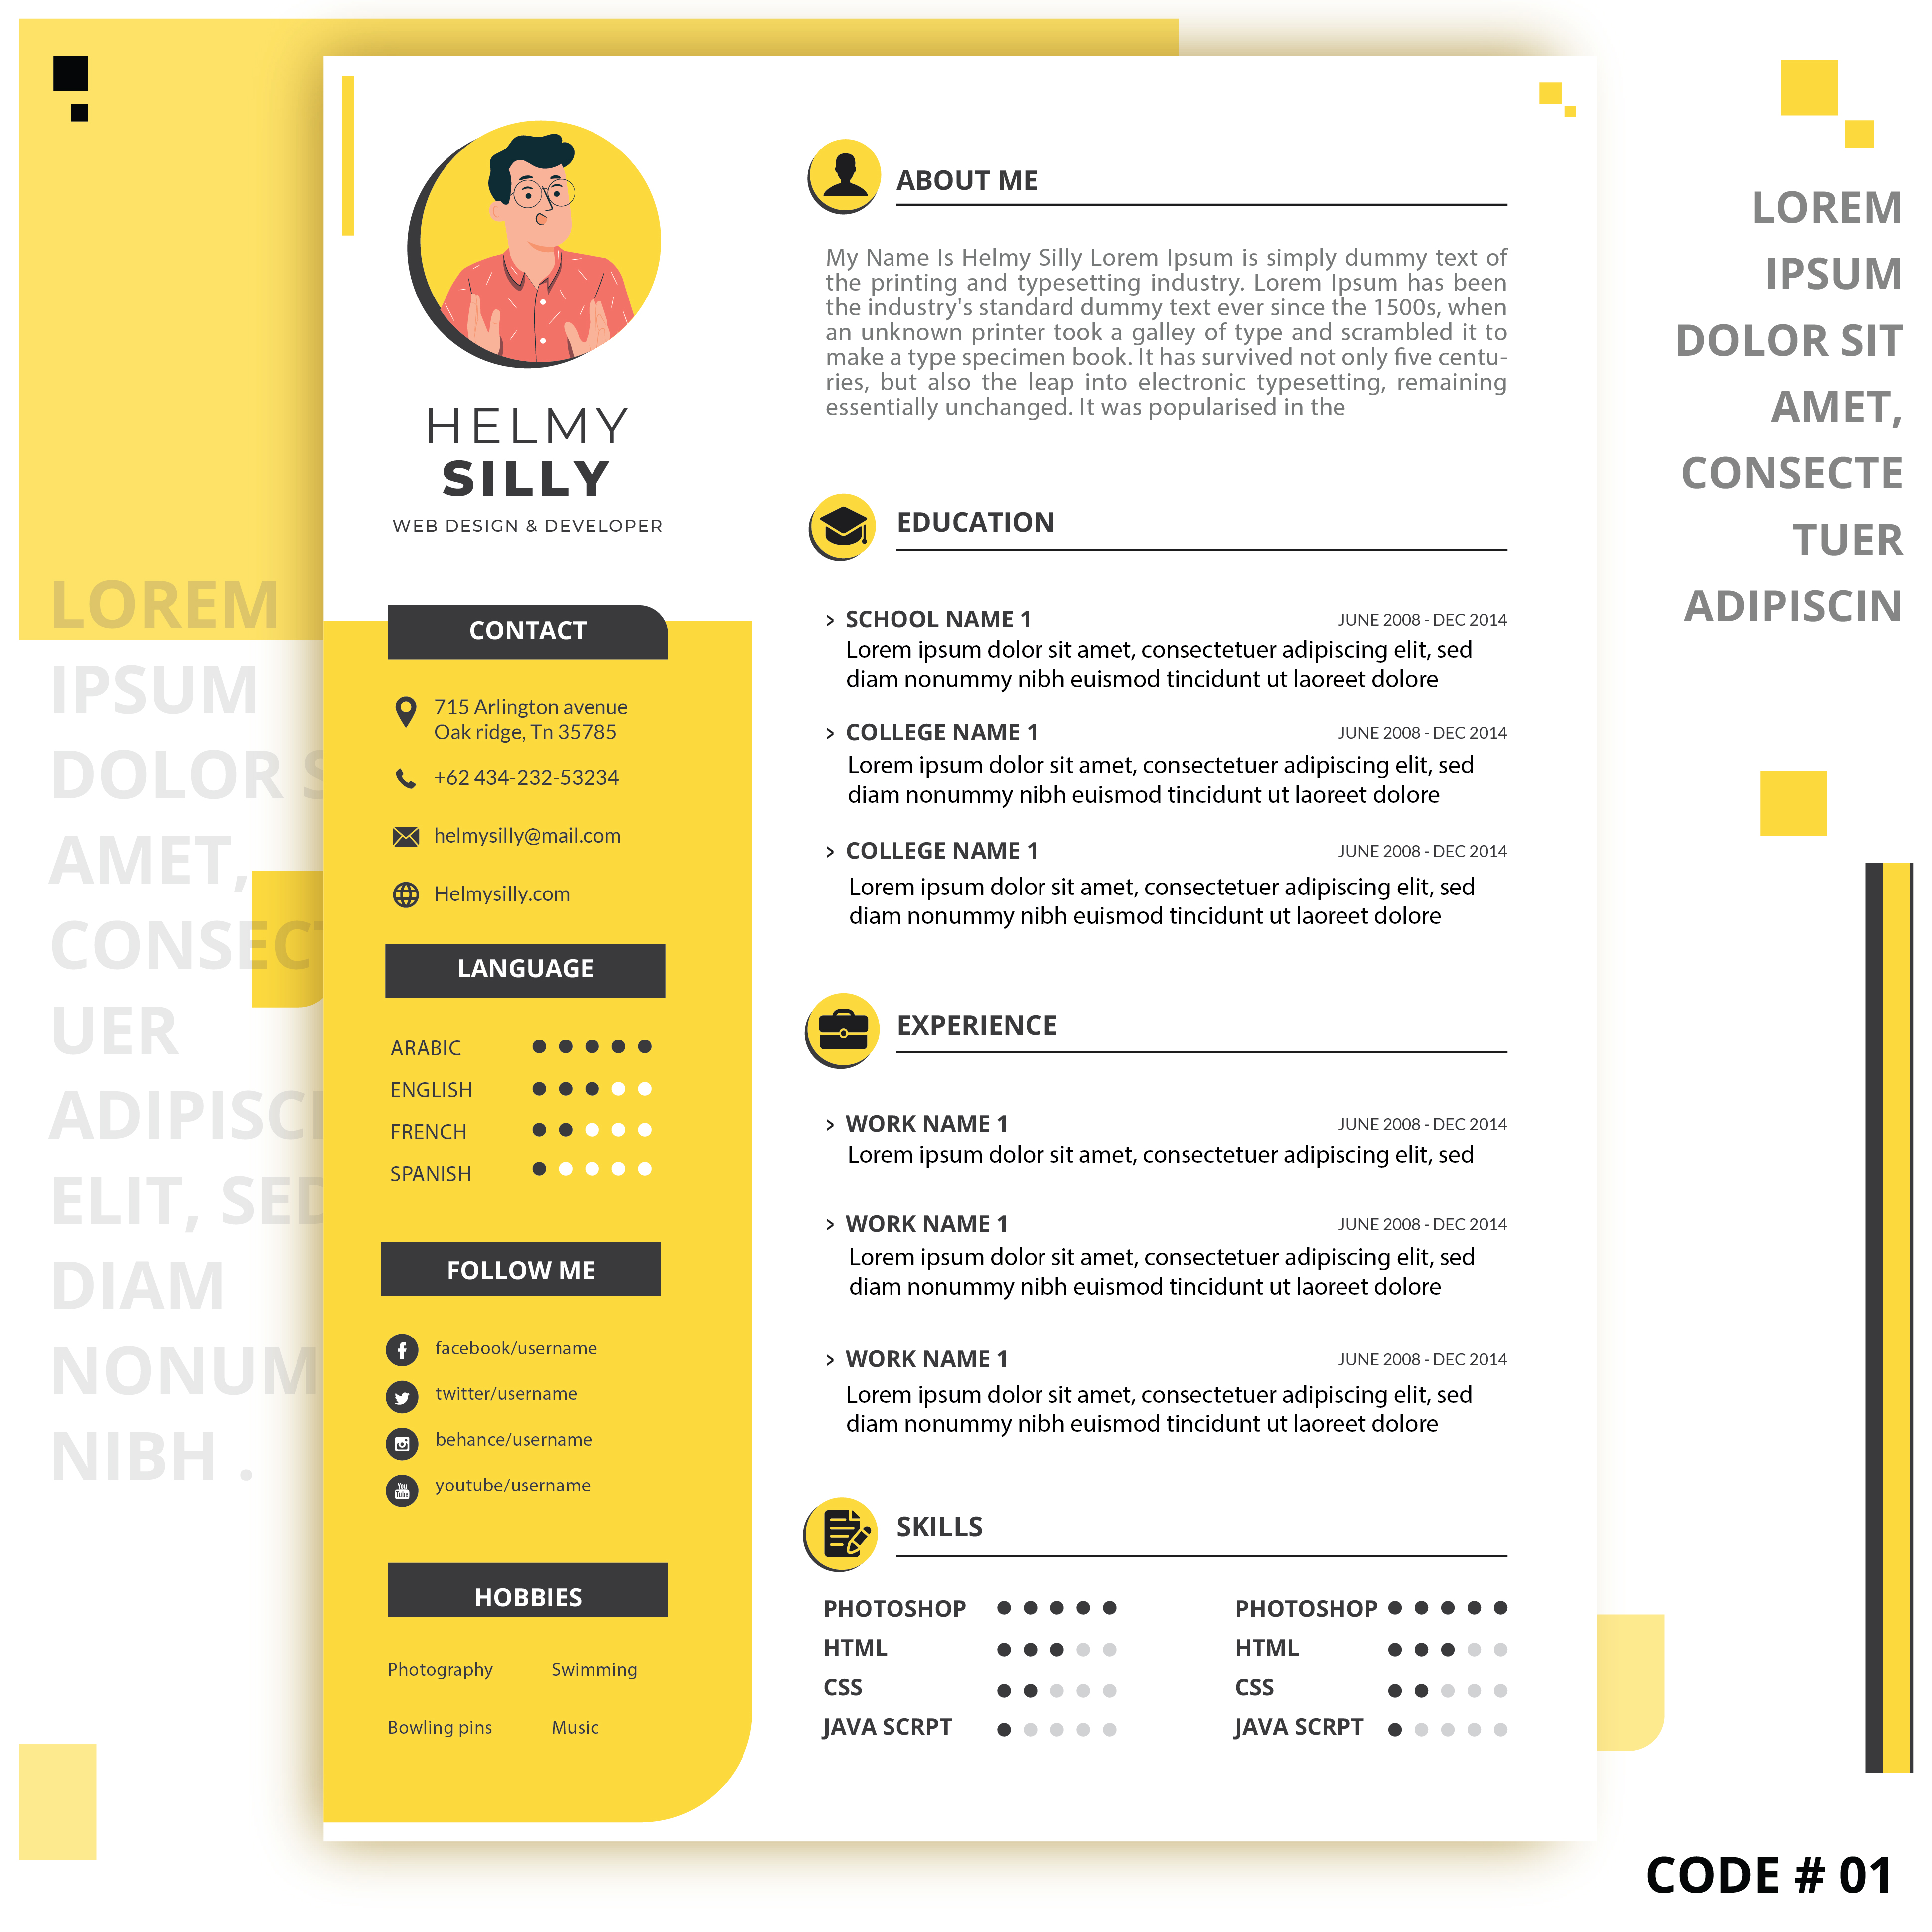 LOREM
IPSUM
DOLOR S
AMET,
CONSECT
UER
ADIPISCI
ELIT, SED
DIAM
NONUM
NIBH .
HELMY
SILLY
WEB DESIGN & DEVELOPER
CONTACT
715 Arlington avenue
Oak ridge, Tn 35785
+62 434-232-53234
helmysilly@mail.com
Helmysilly.com
LANGUAGE
ARABIC
ENGLISH
FRENCH
SPANISH
FOLLOW ME
facebook/username
twitter/username
behance/username
You
Tube
youtube/username
HOBBIES
Photography Swimming
Bowling pins Music
ABOUT ME
My Name Is Helmy Silly Lorem Ipsum is simply dummy text of
the printing and typesetting industry. Lorem Ipsum has been
the industry's standard dummy text ever since the 1500s, when
an unknown printer took a galley of type and scrambled it to
make a type specimen book. It has survived not only five centu-
ries, but also the leap into electronic typesetting, remaining
essentially unchanged. It was popularised in the
EDUCATION
› SCHOOL NAME 1 JUNE 2008 - DEC 2014
Lorem ipsum dolor sit amet, consectetuer adipiscing elit, sed
diam nonummy nibh euismod tincidunt ut laoreet dolore
› COLLEGE NAME 1 JUNE 2008 - DEC 2014
Lorem ipsum dolor sit amet, consectetuer adipiscing elit, sed
diam nonummy nibh euismod tincidunt ut laoreet dolore
› COLLEGE NAME 1 JUNE 2008 - DEC 2014
Lorem ipsum dolor sit amet, consectetuer adipiscing elit, sed
diam nonummy nibh euismod tincidunt ut laoreet dolore
EXPERIENCE
› WORK NAME 1 JUNE 2008 - DEC 2014
Lorem ipsum dolor sit amet, consectetuer adipiscing elit, sed
› WORK NAME 1 JUNE 2008 - DEC 2014
Lorem ipsum dolor sit amet, consectetuer adipiscing elit, sed
diam nonummy nibh euismod tincidunt ut laoreet dolore
› WORK NAME 1 JUNE 2008 - DEC 2014
Lorem ipsum dolor sit amet, consectetuer adipiscing elit, sed
diam nonummy nibh euismod tincidunt ut laoreet dolore
SKILLS
PHOTOSHOP PHOTOSHOP
HTML HTML
CSS CSS
JAVA SCRPT JAVA SCRPT
LOREM
IPSUM
DOLOR SIT
AMET,
CONSECTE
TUER
ADIPISCIN
CODE # 01